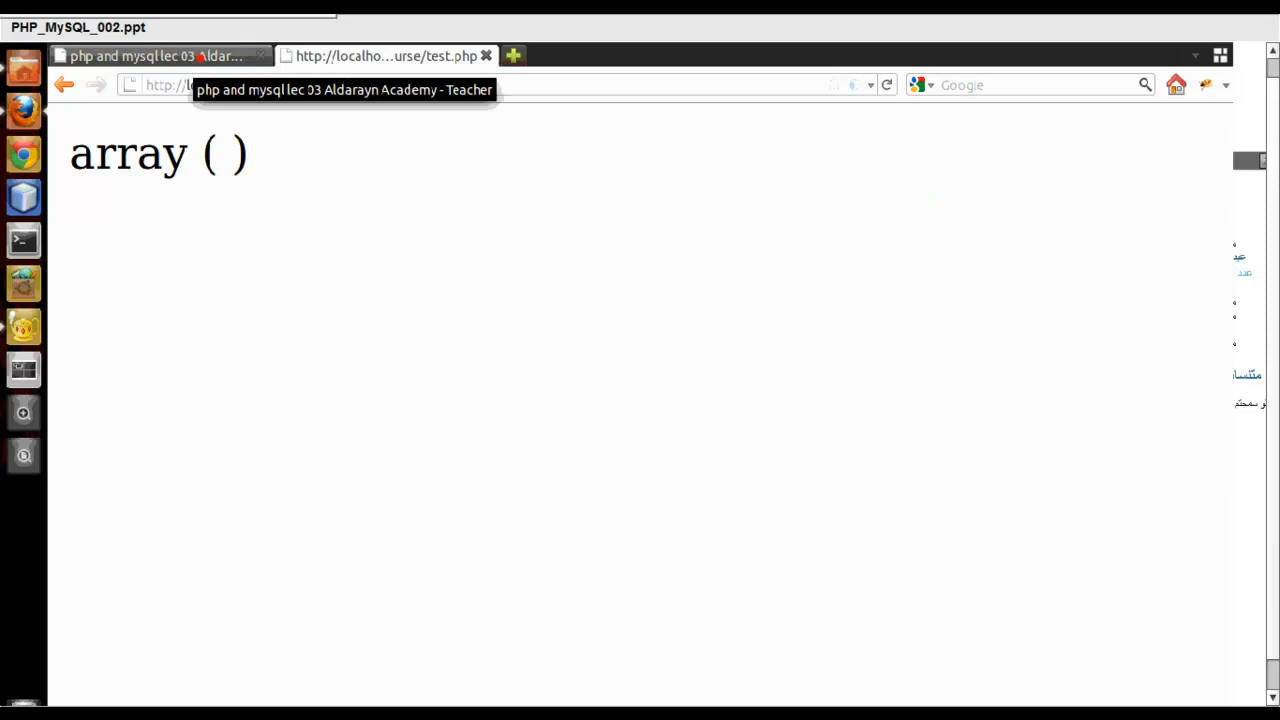 PHP_MySQL_002.ppt
php and mysql lec 03 Aldar...
http://localho...urse/test.php
http://l
php and mysql lec 03 Aldarayn Academy - Teacher
Google
array ( )
عدد